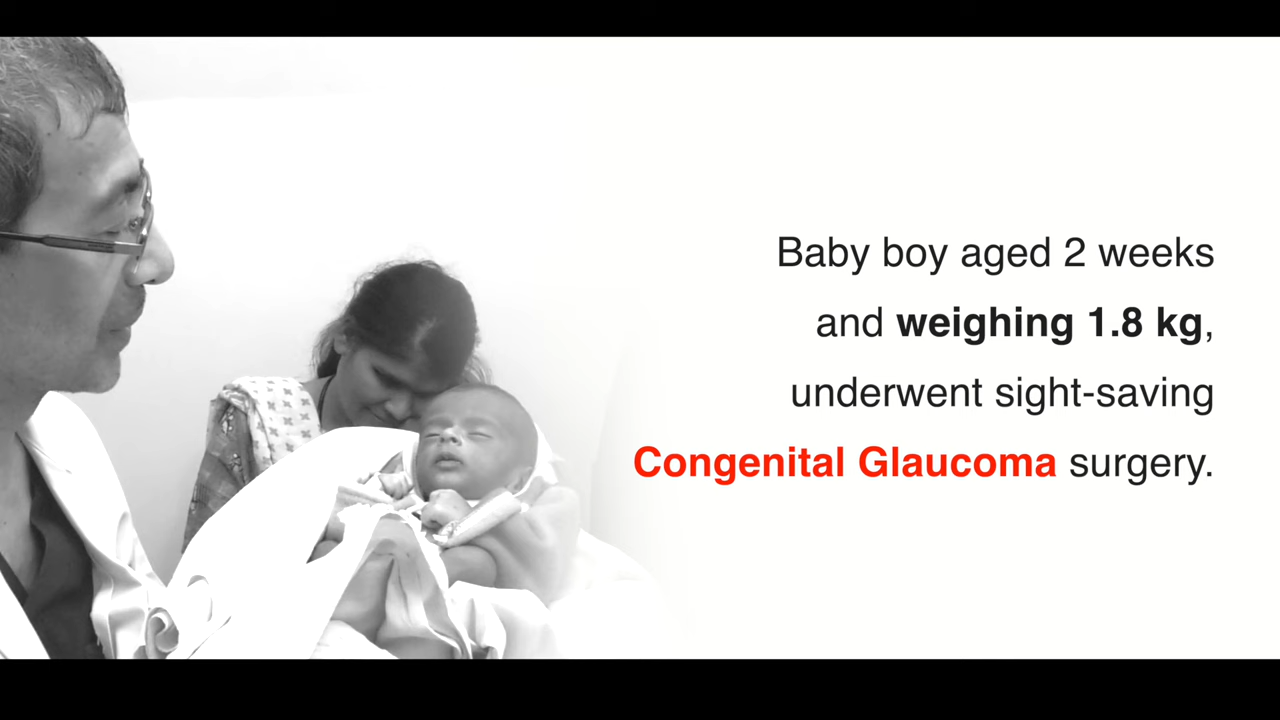 Baby boy aged 2 weeks
and weighing 1.8 kg,
underwent sight-saving
Congenital Glaucoma surgery.